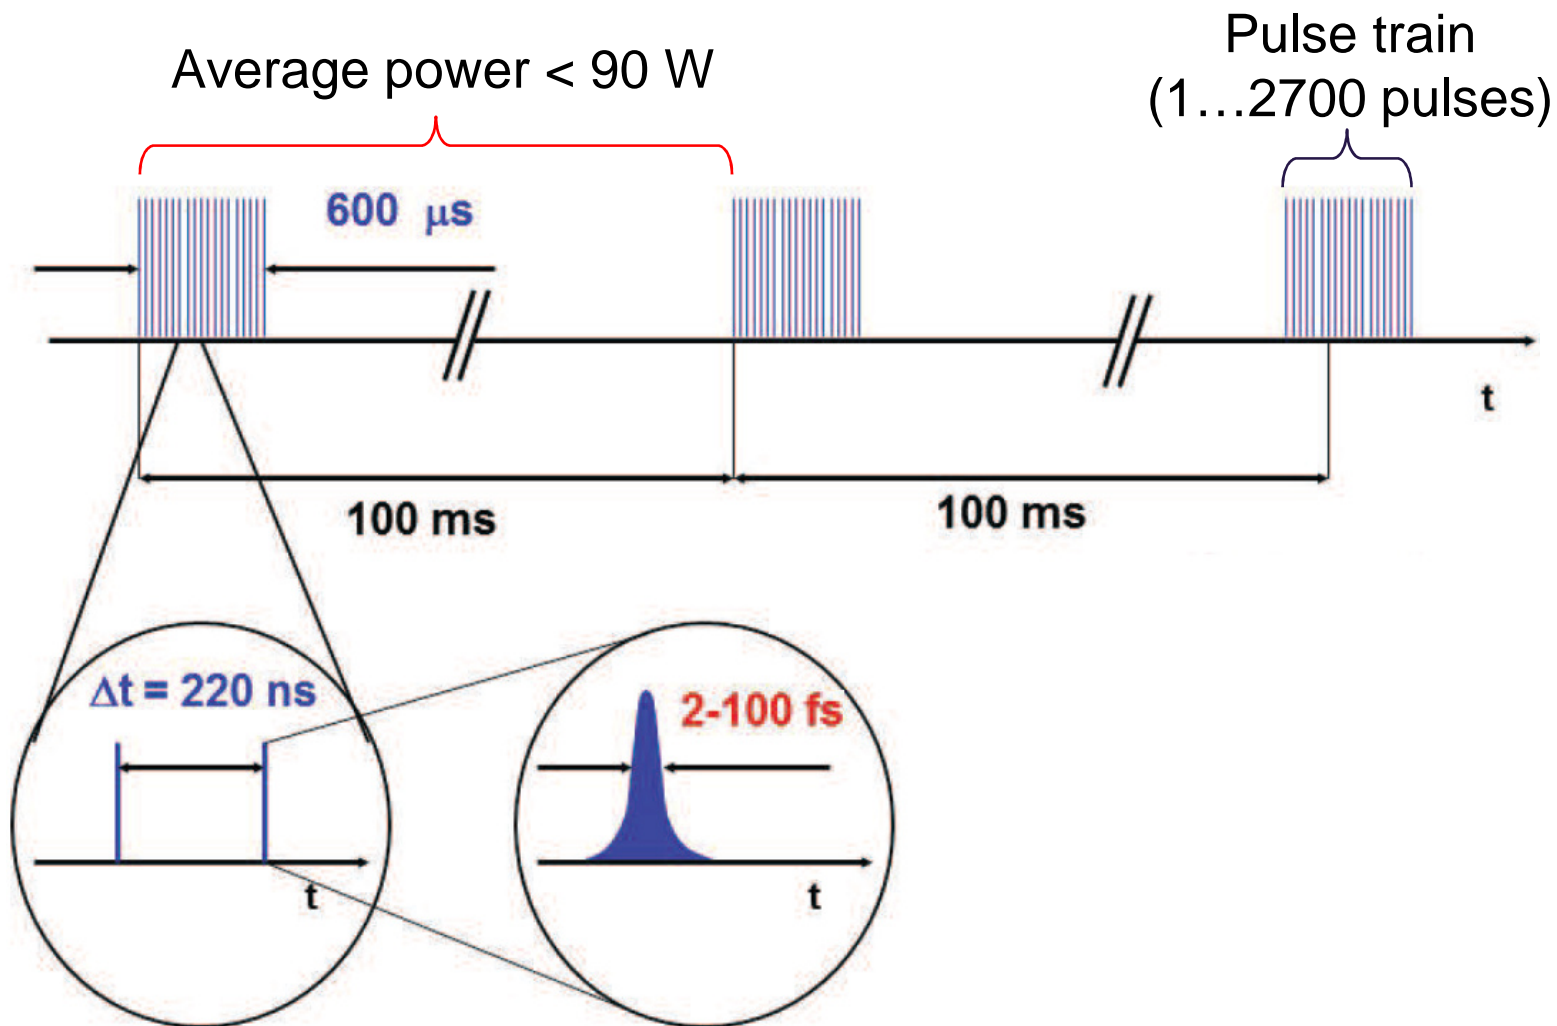 Average power < 90 W
Pulse train
(1…2700 pulses)
600 μs
t
100 ms
100 ms
Δt = 220 ns
t
2-100 fs
t